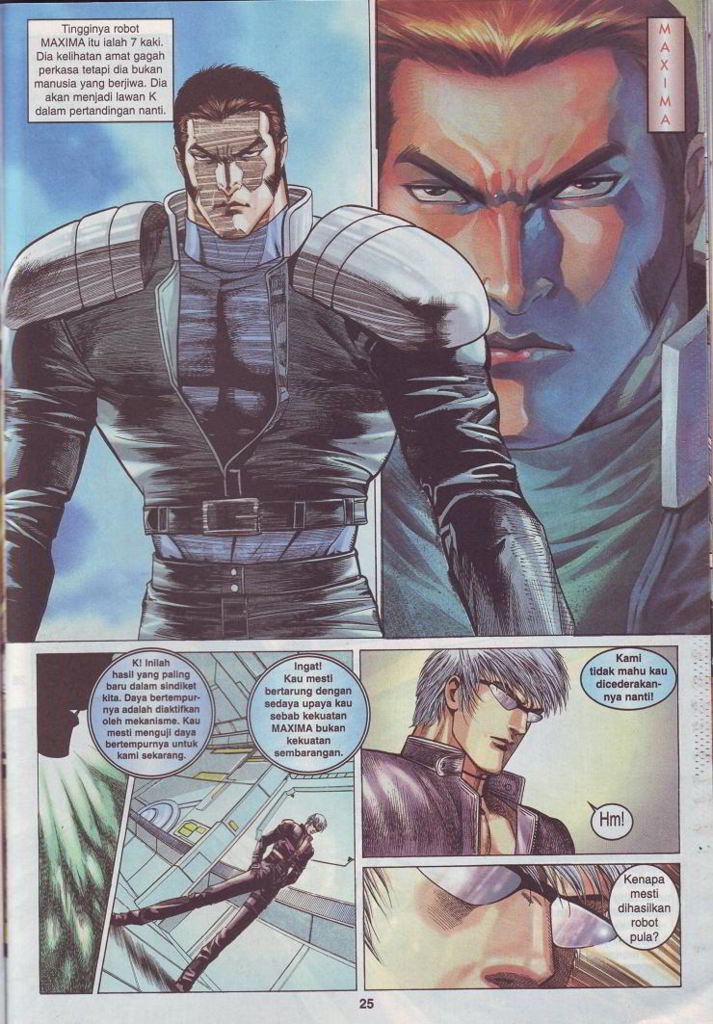 Tingginya robot
MAXIMA itu ialah 7 kaki.
Dia kelihatan amat gagah
perkasa tetapi dia bukan
manusia yang berjiwa. Dia
akan menjadi lawan K
dalam pertandingan nanti.
MAXIMA
K! Inilah
hasil yang paling
baru dalam sindiket
kita. Daya bertempur-
nya adalah diaktifkan
oleh mekanisme. Kau
mesti menguji daya
bertempurnya untuk
kami sekarang.
Ingat!
Kau mesti
bertarung dengan
sedaya upaya kau
sebab kekuatan
MAXIMA bukan
kekuatan
sembarangan.
Kami
tidak mahu kau
dicederakan-
nya nanti!
Hm!
Kenapa
mesti
dihasilkan
robot
pula?
25